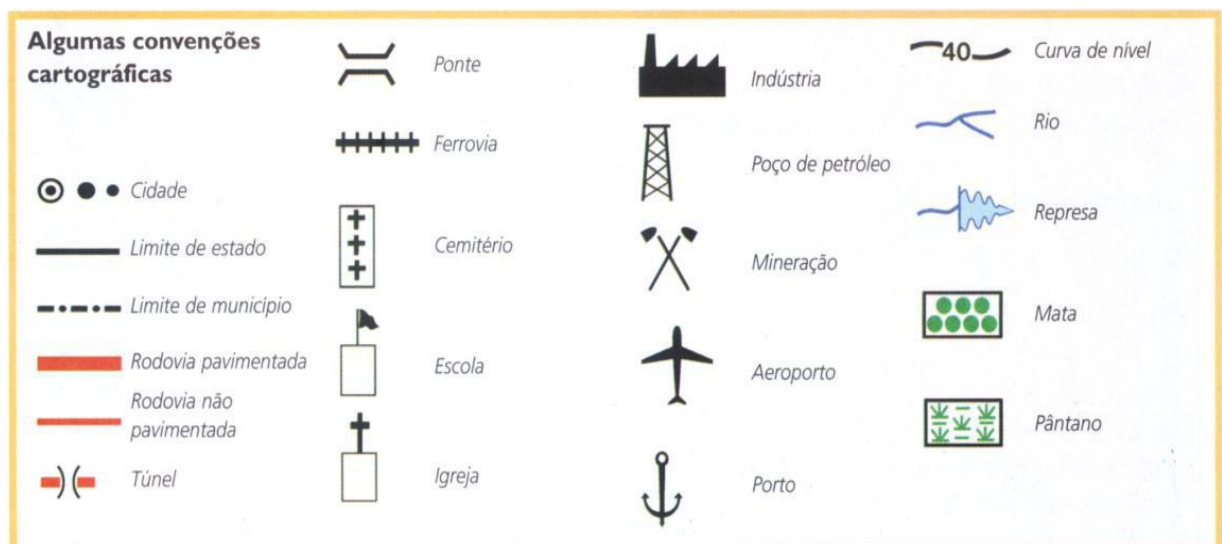 Algumas convenções
cartográficas
Cidade
Limite de estado
Limite de município
Rodovia pavimentada
Rodovia não
pavimentada
Túnel
Ponte
Ferrovia
Cemitério
Escola
Igreja
Indústria
Poço de petróleo
Mineração
Aeroporto
Porto
40
Curva de nível
Rio
Represa
Mata
Pântano